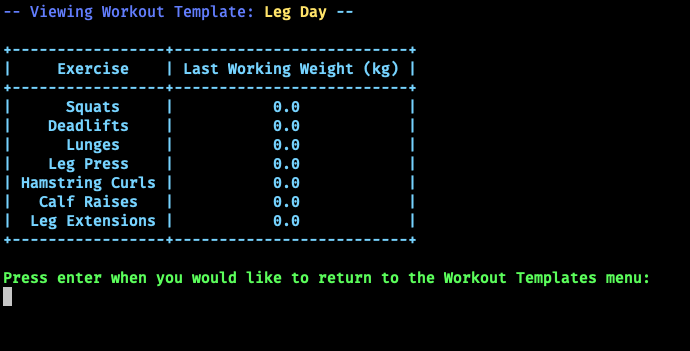 -- Viewing Workout Template: Leg Day --
+-----------------+--------------------------+
|     Exercise    | Last Working Weight (kg) |
+-----------------+--------------------------+
|      Squats     |           0.0            |
|    Deadlifts    |           0.0            |
|      Lunges     |           0.0            |
|    Leg Press    |           0.0            |
| Hamstring Curls |           0.0            |
|   Calf Raises   |           0.0            |
|  Leg Extensions |           0.0            |
+-----------------+--------------------------+
Press enter when you would like to return to the Workout Templates menu: